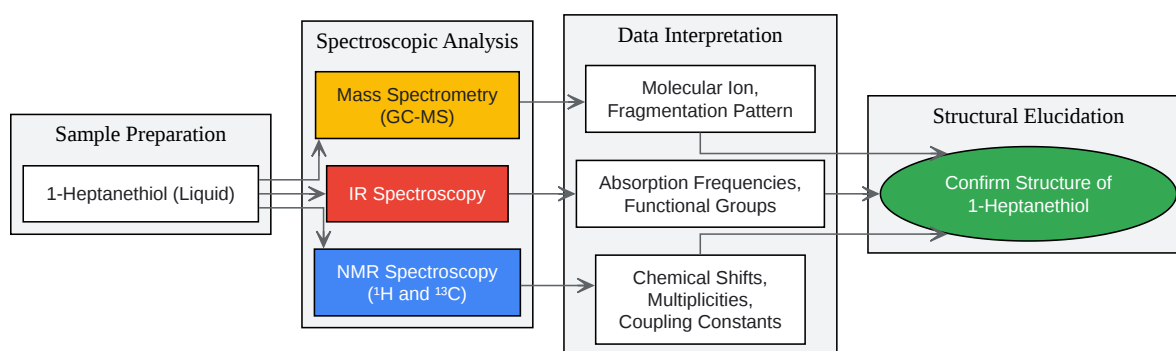 Sample Preparation
1-Heptanethiol (Liquid)
Spectroscopic Analysis
Mass Spectrometry
(GC-MS)
IR Spectroscopy
NMR Spectroscopy
(¹H and ¹³C)
Data Interpretation
Molecular Ion,
Fragmentation Pattern
Absorption Frequencies,
Functional Groups
Chemical Shifts,
Multiplicities,
Coupling Constants
Structural Elucidation
Confirm Structure of
1-Heptanethiol